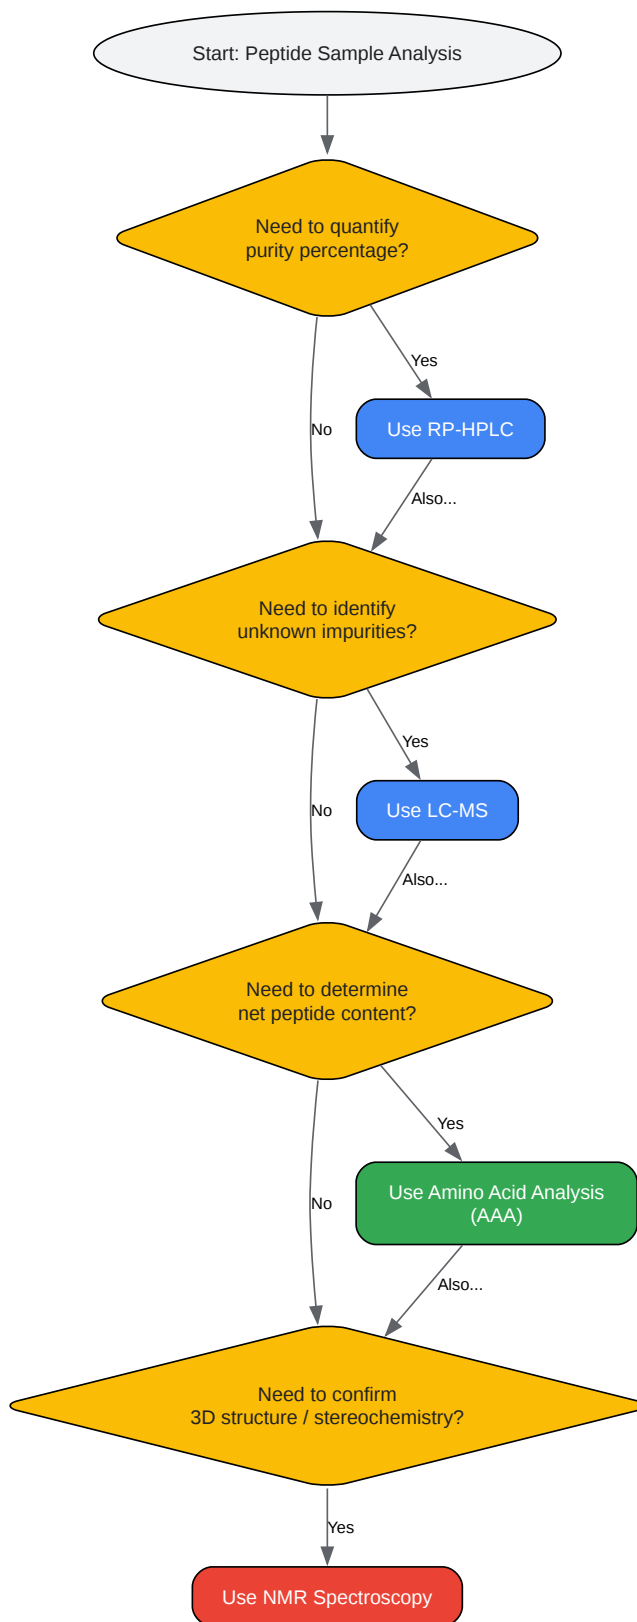 Start: Peptide Sample Analysis
Need to quantify
purity percentage?
Yes
Use RP-HPLC
No
Also...
Need to identify
unknown impurities?
Yes
Use LC-MS
No
Also...
Need to determine
net peptide content?
Yes
Use Amino Acid Analysis
(AAA)
No
Also...
Need to confirm
3D structure / stereochemistry?
Yes
Use NMR Spectroscopy